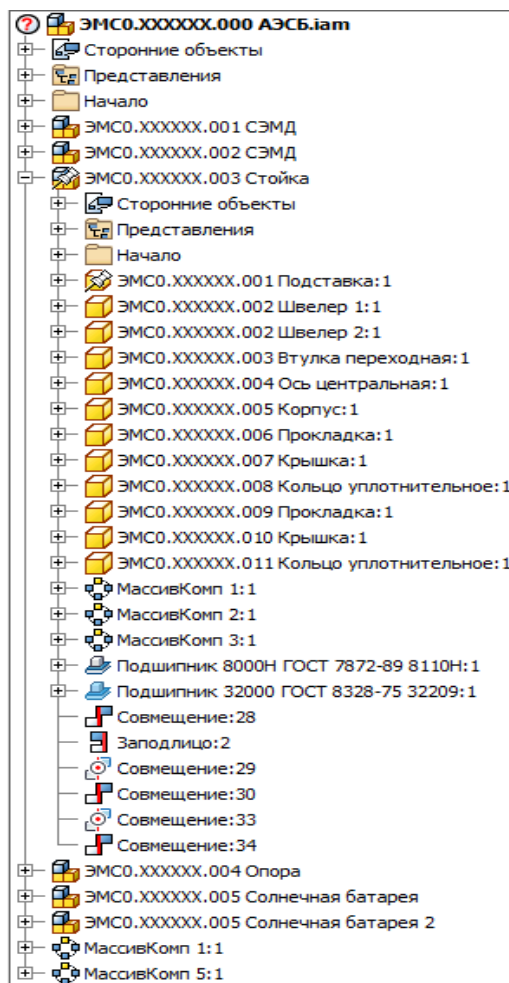 ЭМС0.XXXXXX.000 АЭСБ.iam
Сторонние объекты
Представления
Начало
ЭМС0.XXXXXX.001 СЭМД
ЭМС0.XXXXXX.002 СЭМД
ЭМС0.XXXXXX.003 Стойка
Сторонние объекты
Представления
Начало
ЭМС0.XXXXXX.001 Подставка:1
ЭМС0.XXXXXX.002 Швелер 1:1
ЭМС0.XXXXXX.002 Швелер 2:1
ЭМС0.XXXXXX.003 Втулка переходная:1
ЭМС0.XXXXXX.004 Ось центральная:1
ЭМС0.XXXXXX.005 Корпус:1
ЭМС0.XXXXXX.006 Прокладка:1
ЭМС0.XXXXXX.007 Крышка:1
ЭМС0.XXXXXX.008 Кольцо уплотнительное:1
ЭМС0.XXXXXX.009 Прокладка:1
ЭМС0.XXXXXX.010 Крышка:1
ЭМС0.XXXXXX.011 Кольцо уплотнительное:1
МассивКомп 1:1
МассивКомп 2:1
МассивКомп 3:1
Подшипник 8000Н ГОСТ 7872-89 8110Н:1
Подшипник 32000 ГОСТ 8328-75 32209:1
Совмещение:28
Заподлицо:2
Совмещение:29
Совмещение:30
Совмещение:33
Совмещение:34
ЭМС0.XXXXXX.004 Опора
ЭМС0.XXXXXX.005 Солнечная батарея
ЭМС0.XXXXXX.005 Солнечная батарея 2
МассивКомп 1:1
МассивКомп 5:1